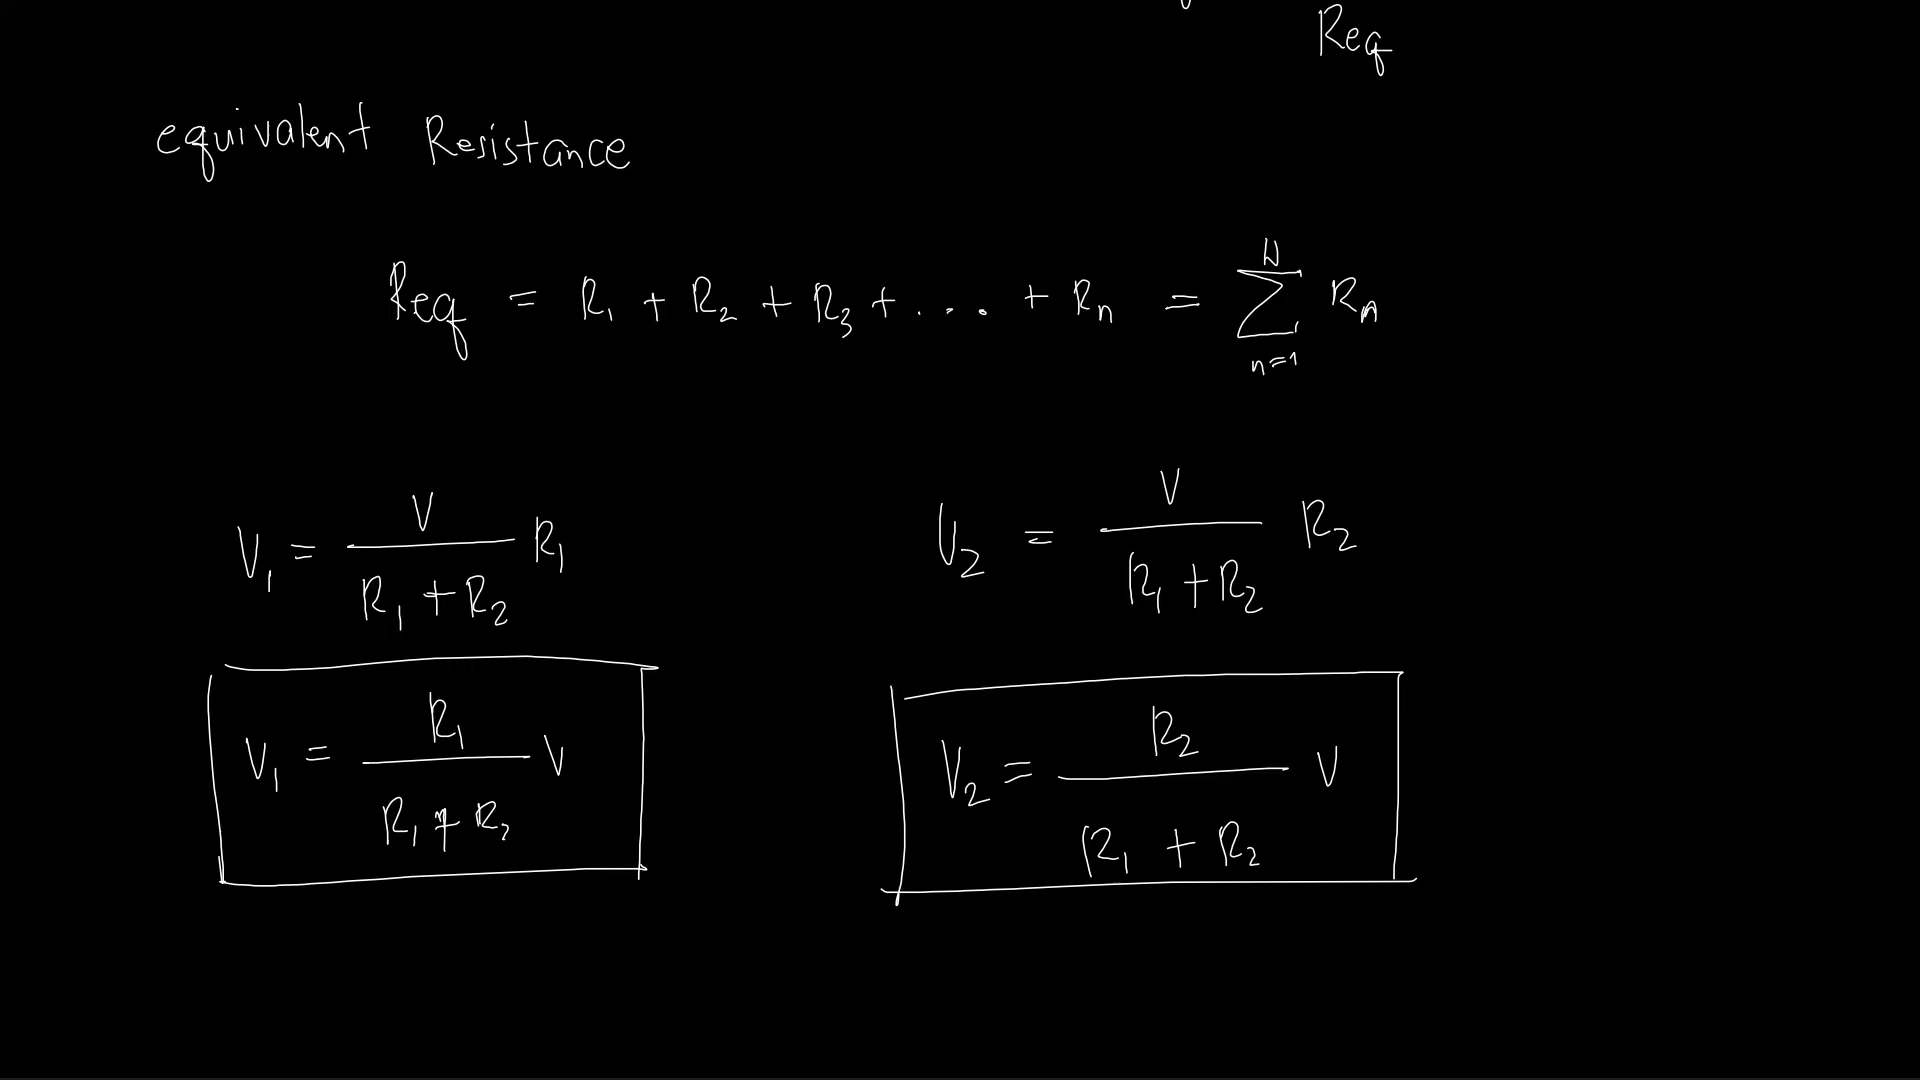 Req
equivalent Resistance
Req = R₁ + R₂ + R₃ + . . . + Rn = ∑ₙ₌₁ᴺ Rn
V₁ = V / (R₁ + R₂) R₁
V₂ = V / (R₁ + R₂) R₂
V₁ = R₁ / (R₁ + R₂) V
V₂ = R₂ / (R₁ + R₂) V